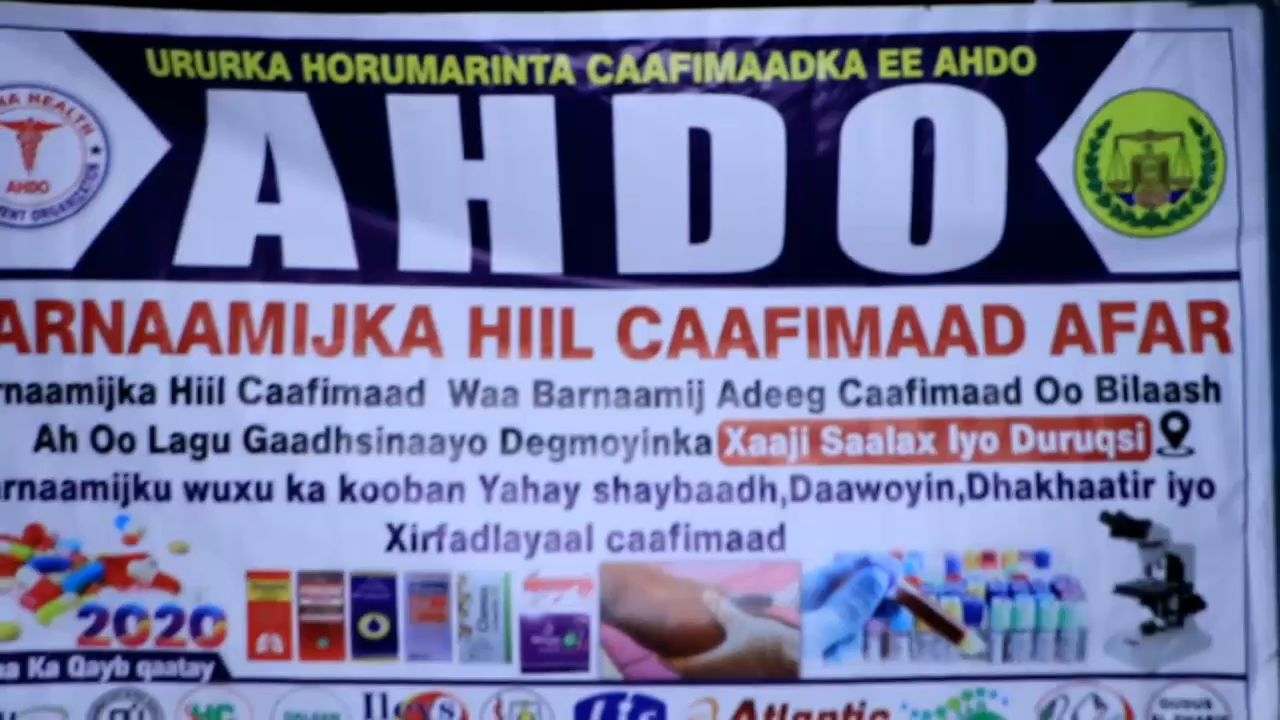 URURKA HORUMARINTA CAAFIMAADKA EE AHDO
AHDO
HEALTH
AHDO
ARNAAMIJKA HIIL CAAFIMAAD AFAR
rnaamijka Hiil Caafimaad Waa Barnaamij Adeeg Caafimaad Oo Bilaash
Ah Oo Lagu Gaadhsinaayo Degmoyinka Xaaji Saalax Iyo Duruqsi
arnaamijku wuxu ka kooban Yahay shaybaadh,Daawoyin,Dhakhaatir iyo
Xirfadlayaal caafimaad
2020
Ka Qayb qaatay
Atlantic